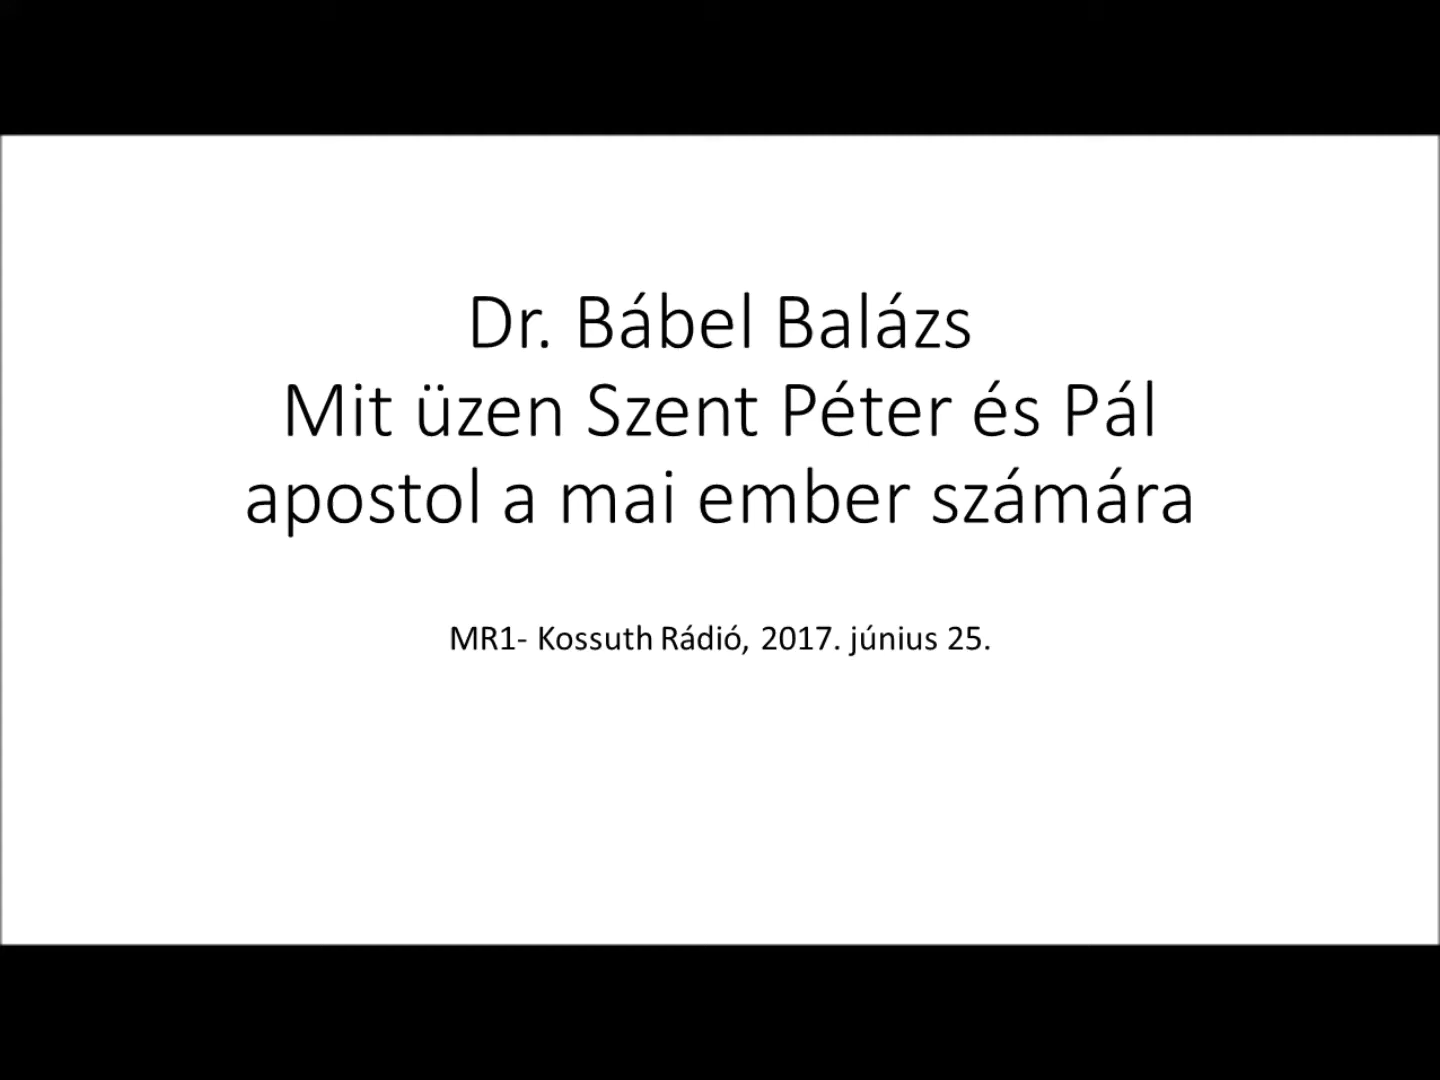 Dr. Bábel Balázs
Mit üzen Szent Péter és Pál
apostol a mai ember számára
MR1- Kossuth Rádió, 2017. június 25.